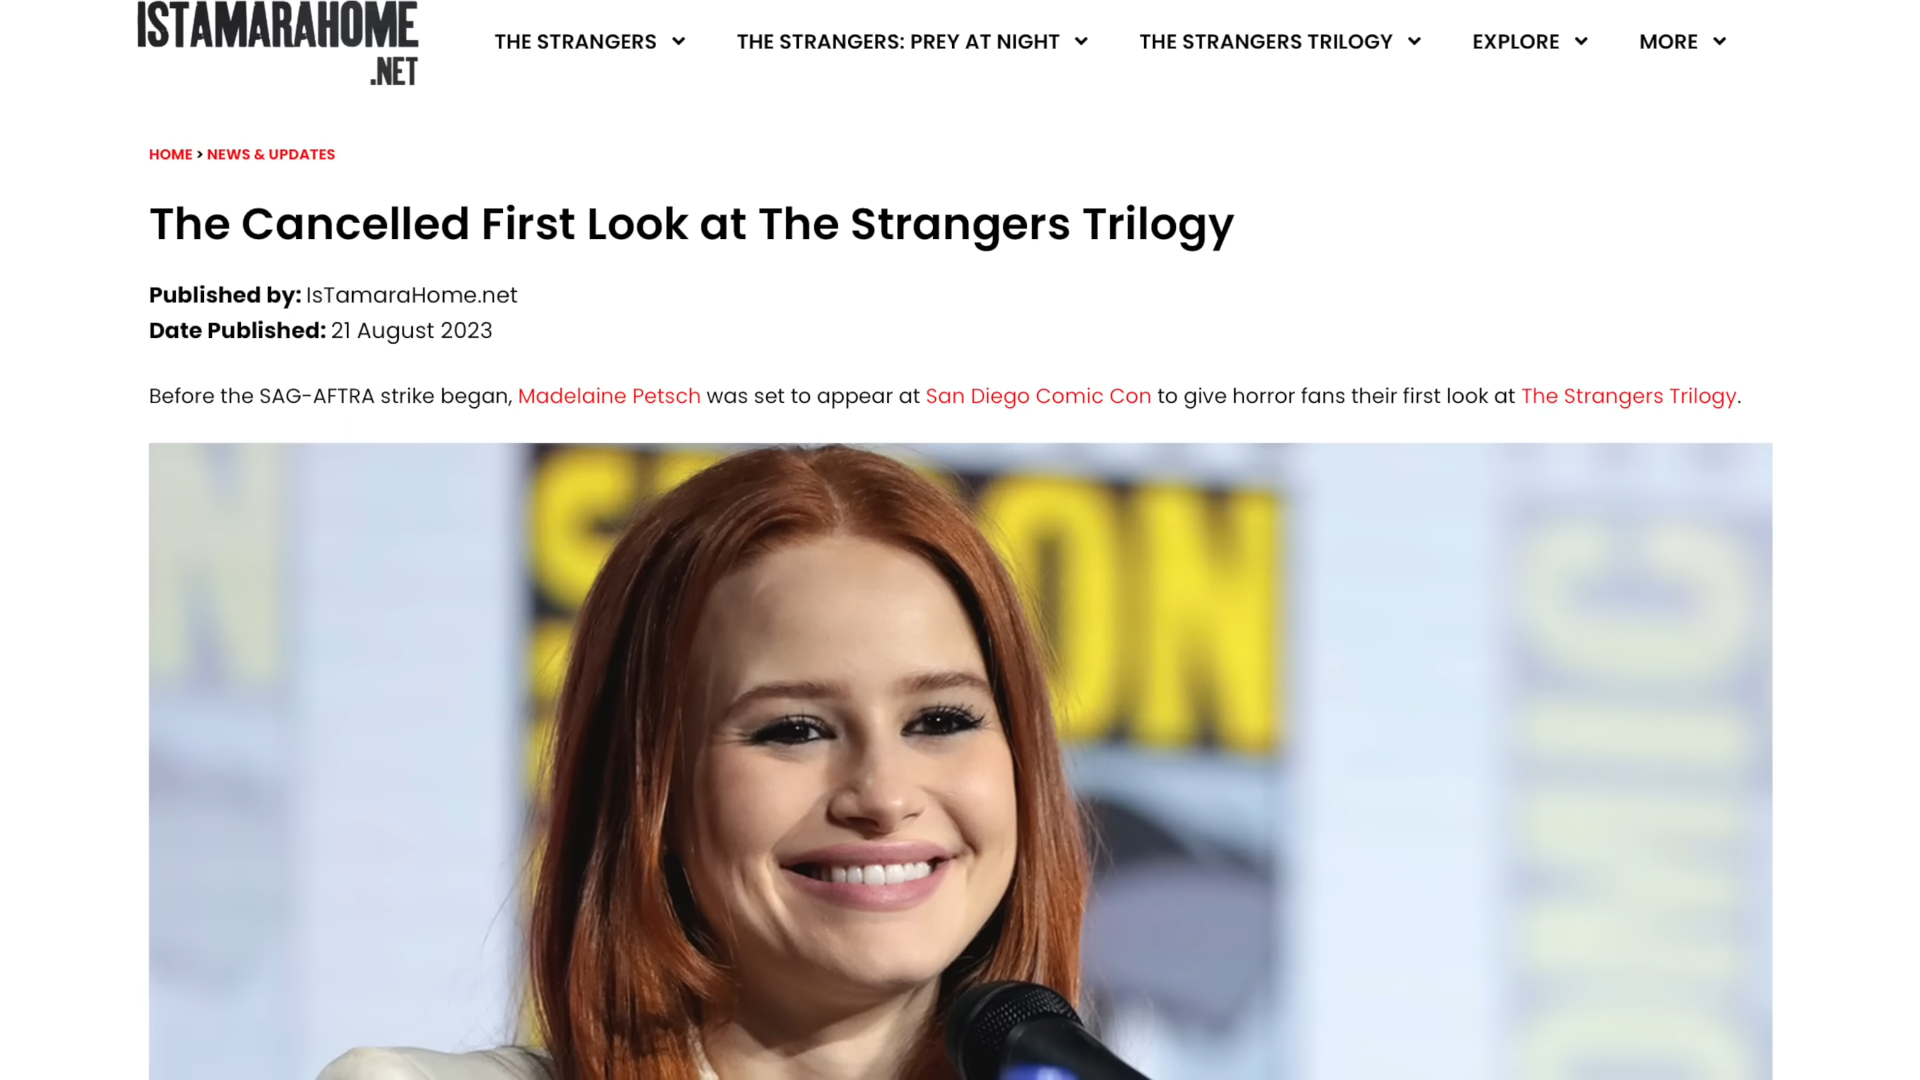 ISTAMARAHOME
.NET
THE STRANGERS THE STRANGERS: PREY AT NIGHT THE STRANGERS TRILOGY EXPLORE MORE
HOME > NEWS & UPDATES
The Cancelled First Look at The Strangers Trilogy
Published by: IsTamaraHome.net
Date Published: 21 August 2023
Before the SAG-AFTRA strike began, Madelaine Petsch was set to appear at San Diego Comic Con to give horror fans their first look at The Strangers Trilogy.